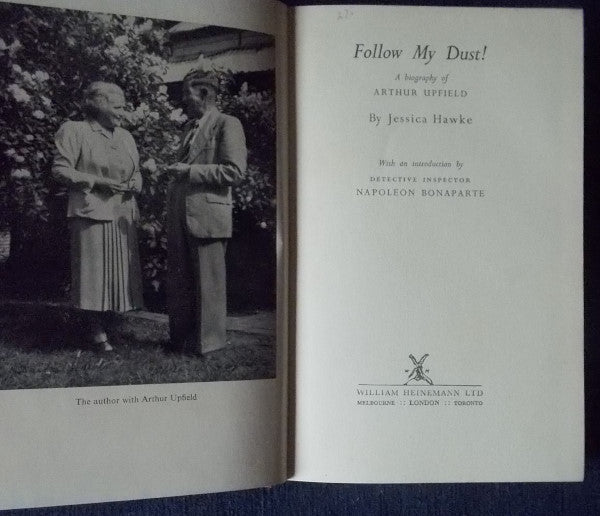 The author with Arthur Upfield
Follow My Dust!
A biography of
ARTHUR UPFIELD
By Jessica Hawke
With an introduction by
DETECTIVE INSPECTOR
NAPOLEON BONAPARTE
WILLIAM HEINEMANN LTD
MELBOURNE :: LONDON :: TORONTO